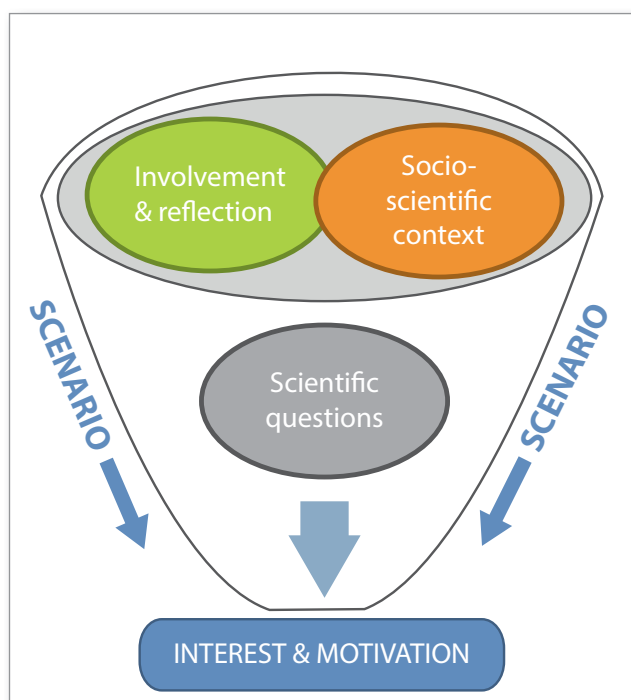 Involvement
& reflection
Socio-
scientific
context
SCENARIO
SCENARIO
Scientific
questions
INTEREST & MOTIVATION